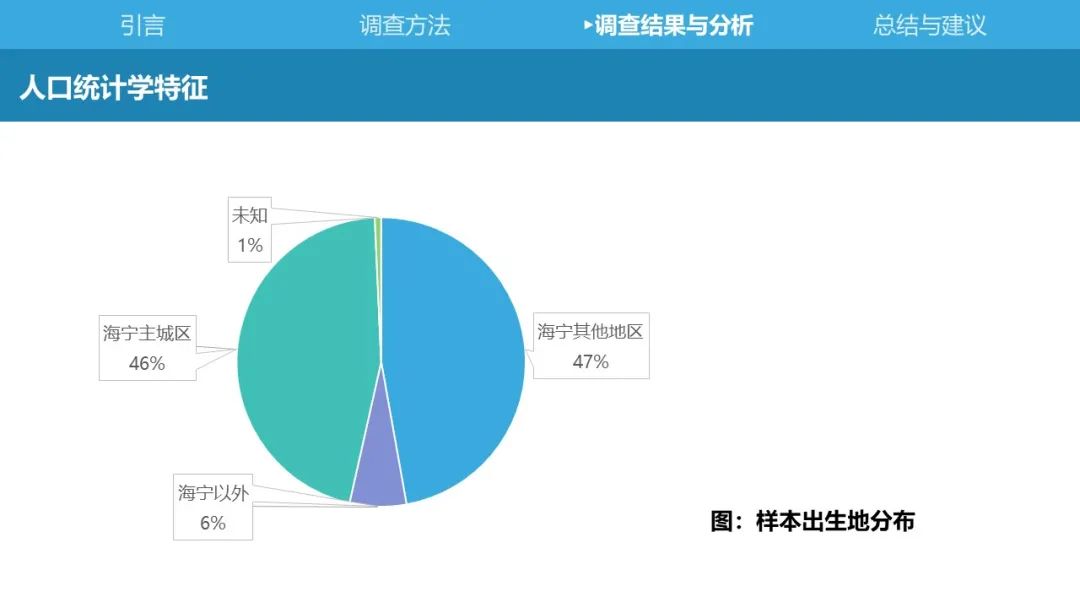 引言
调查方法
▸调查结果与分析
总结与建议
人口统计学特征
未知
1%
海宁主城区
46%
海宁其他地区
47%
海宁以外
6%
图：样本出生地分布